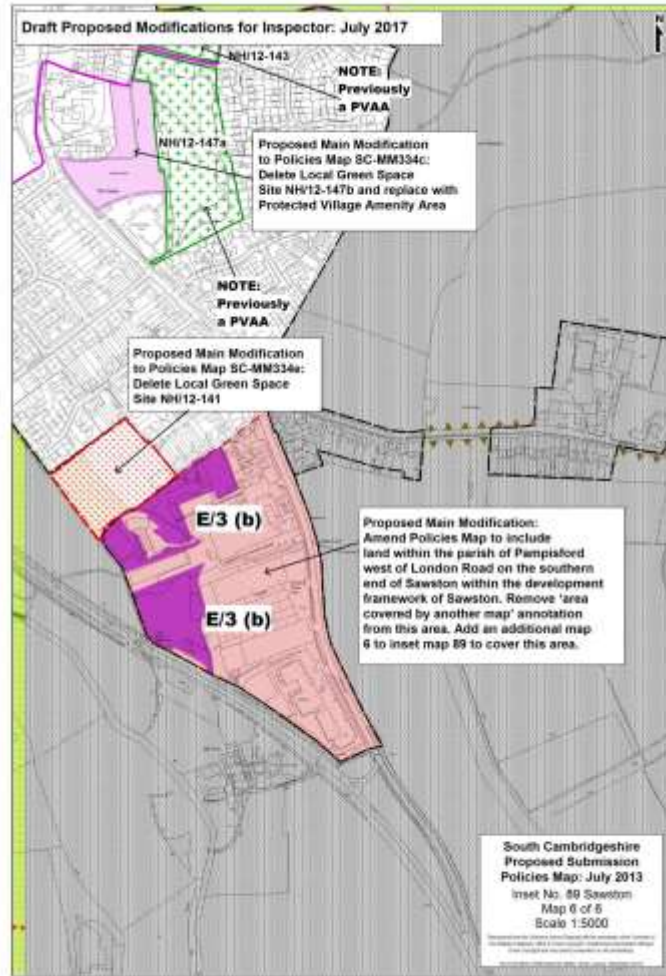 Draft Proposed Modifications for Inspector: July 2017
N
NH/12-143
NOTE:
Previously
a PVAA
NH/12-147a
Proposed Main Modification
to Policies Map SC-MM334c:
Delete Local Green Space
Site NH/12-147b and replace with
Protected Village Amenity Area
NOTE:
Previously
a PVAA
Proposed Main Modification
to Policies Map SC-MM334e:
Delete Local Green Space
Site NH/12-141
E/3 (b)
E/3 (b)
Proposed Main Modification:
Amend Policies Map to include
land within the parish of Pampisford
west of London Road on the southern
end of Sawston within the development
framework of Sawston. Remove 'area
covered by another map' annotation
from this area. Add an additional map
6 to inset map 89 to cover this area.
South Cambridgeshire
Proposed Submission
Policies Map: July 2013
Inset No. 89 Sawston
Map 6 of 6
Scale 1:5000